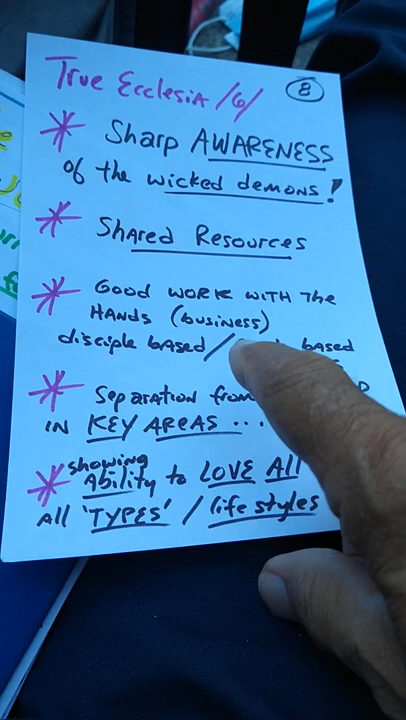 True Ecclesia /6/ 8
* Sharp AWARENESS
of the wicked demons!
* Shared Resources
* Good work with the
HANDS (business)
disciple based / based
* Separation from
IN KEY AREAS ...
* showing
Ability to LOVE All
all 'TYPES' / life styles